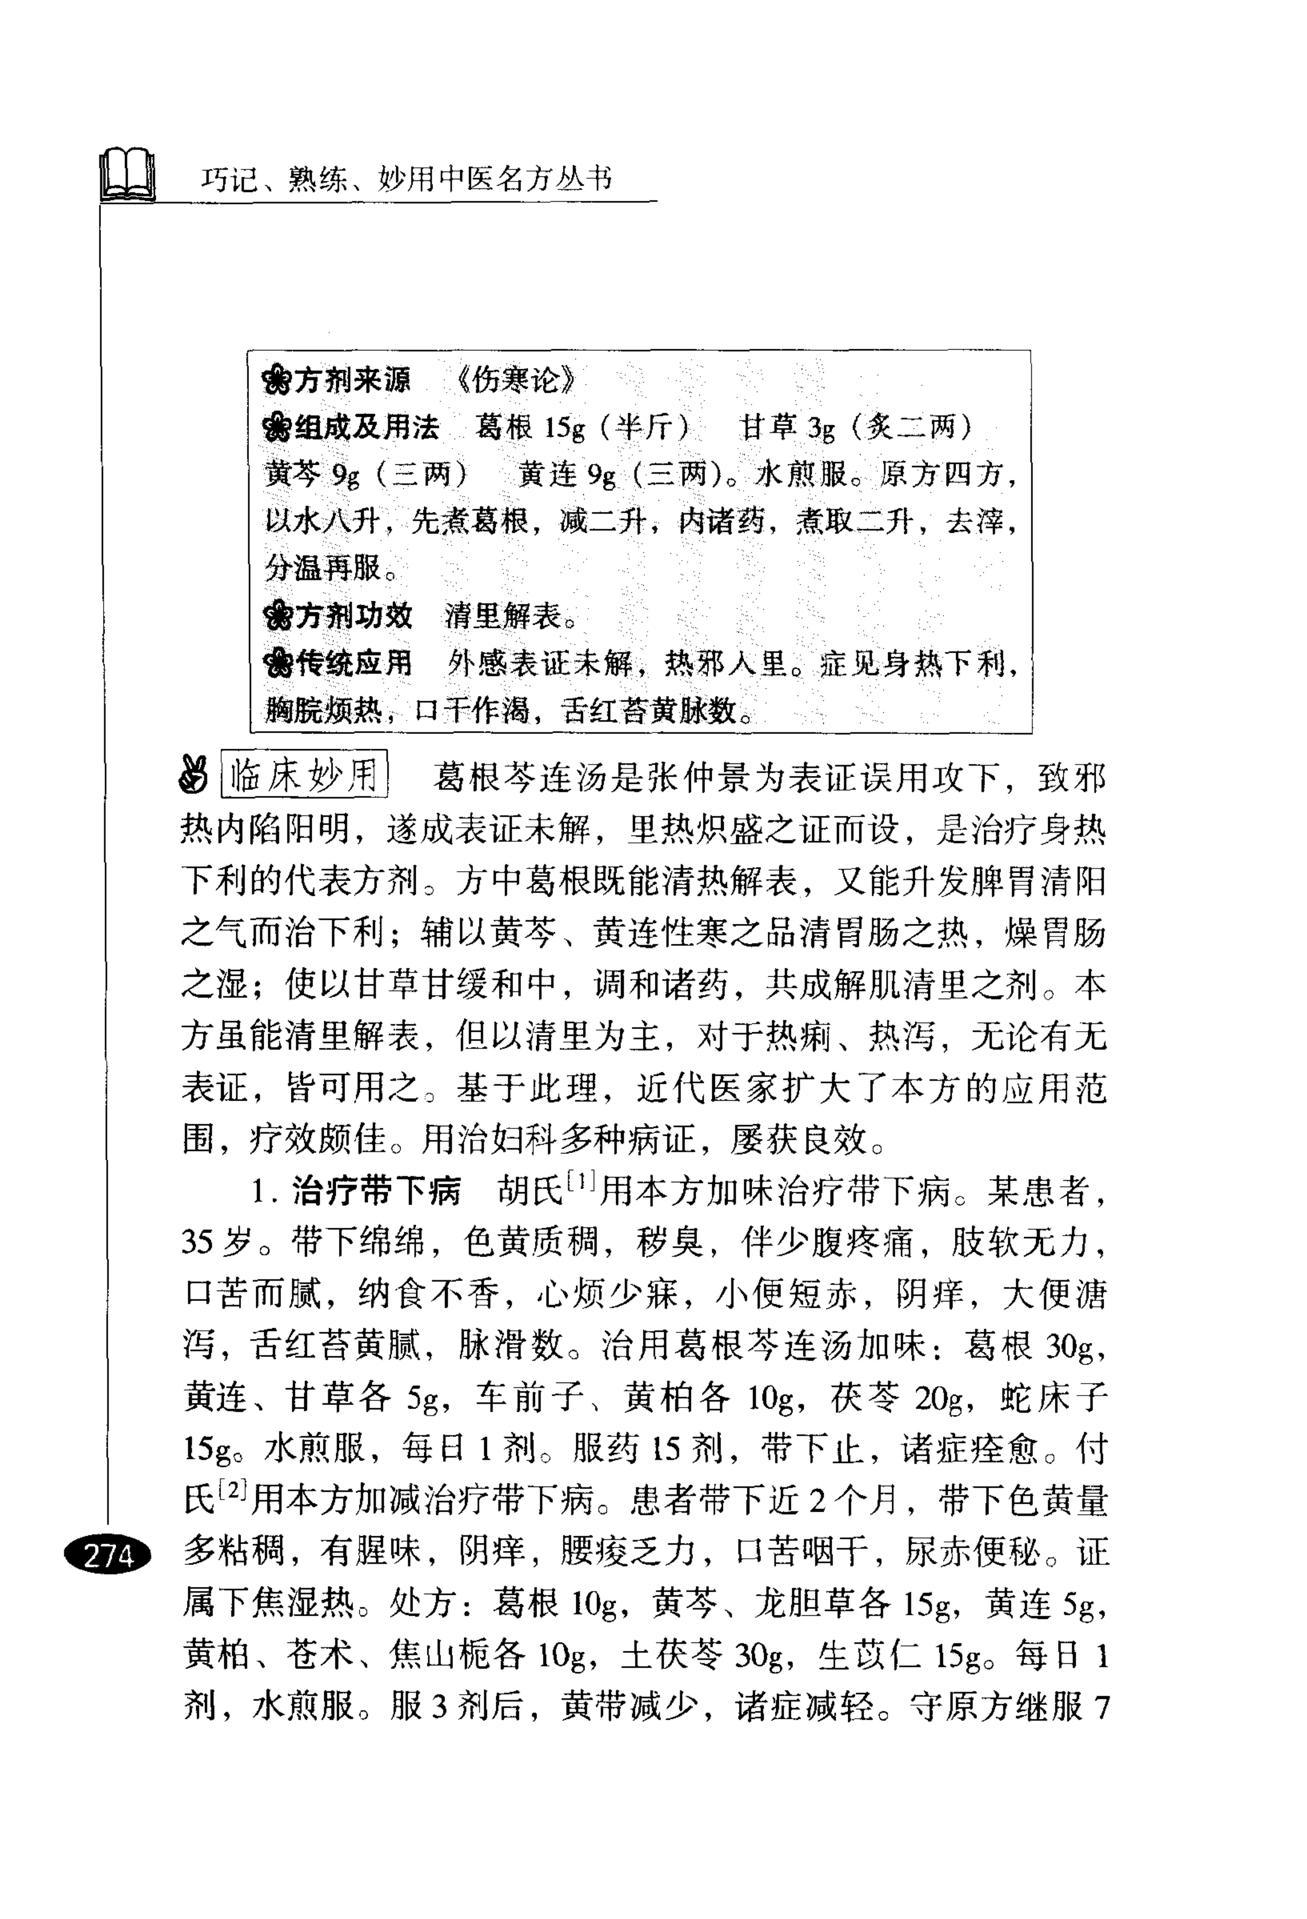 巧记、熟练、妙用中医名方丛书
方剂来源 《伤寒论》
组成及用法 葛根 15g（半斤） 甘草 3g（炙二两）
黄芩 9g（三两） 黄连 9g（三两）。水煎服。原方四方，
以水八升，先煮葛根，减二升，内诸药，煮取二升，去滓，
分温再服。
方剂功效 清里解表。
传统应用 外感表证未解，热邪入里。症见身热下利，
胸脘烦热，口干作渴，舌红苔黄脉数。
临床妙用 葛根芩连汤是张仲景为表证误用攻下，致邪
热内陷阳明，遂成表证未解，里热炽盛之证而设，是治疗身热
下利的代表方剂。方中葛根既能清热解表，又能升发脾胃清阳
之气而治下利；辅以黄芩、黄连性寒之品清胃肠之热，燥胃肠
之湿；使以甘草甘缓和中，调和诸药，共成解肌清里之剂。本
方虽能清里解表，但以清里为主，对于热痢、热泻，无论有无
表证，皆可用之。基于此理，近代医家扩大了本方的应用范
围，疗效颇佳。用治妇科多种病证，屡获良效。
1. 治疗带下病 胡氏[1]用本方加味治疗带下病。某患者，
35 岁。带下绵绵，色黄质稠，秽臭，伴少腹疼痛，肢软无力，
口苦而腻，纳食不香，心烦少寐，小便短赤，阴痒，大便溏
泻，舌红苔黄腻，脉滑数。治用葛根芩连汤加味：葛根 30g，
黄连、甘草各 5g，车前子、黄柏各 10g，茯苓 20g，蛇床子
15g。水煎服，每日 1 剂。服药 15 剂，带下止，诸症痊愈。付
氏[2]用本方加减治疗带下病。患者带下近 2 个月，带下色黄量
多粘稠，有腥味，阴痒，腰痠乏力，口苦咽干，尿赤便秘。证
属下焦湿热。处方：葛根 10g，黄芩、龙胆草各 15g，黄连 5g，
黄柏、苍术、焦山栀各 10g，土茯苓 30g，生苡仁 15g。每日 1
剂，水煎服。服 3 剂后，黄带减少，诸症减轻。守原方继服 7
274